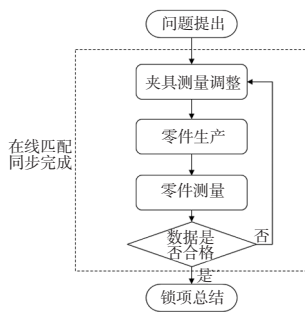 问题提出
夹具测量调整
零件生产
在线匹配
同步完成
零件测量
数据是
否合格
否
是
锁项总结